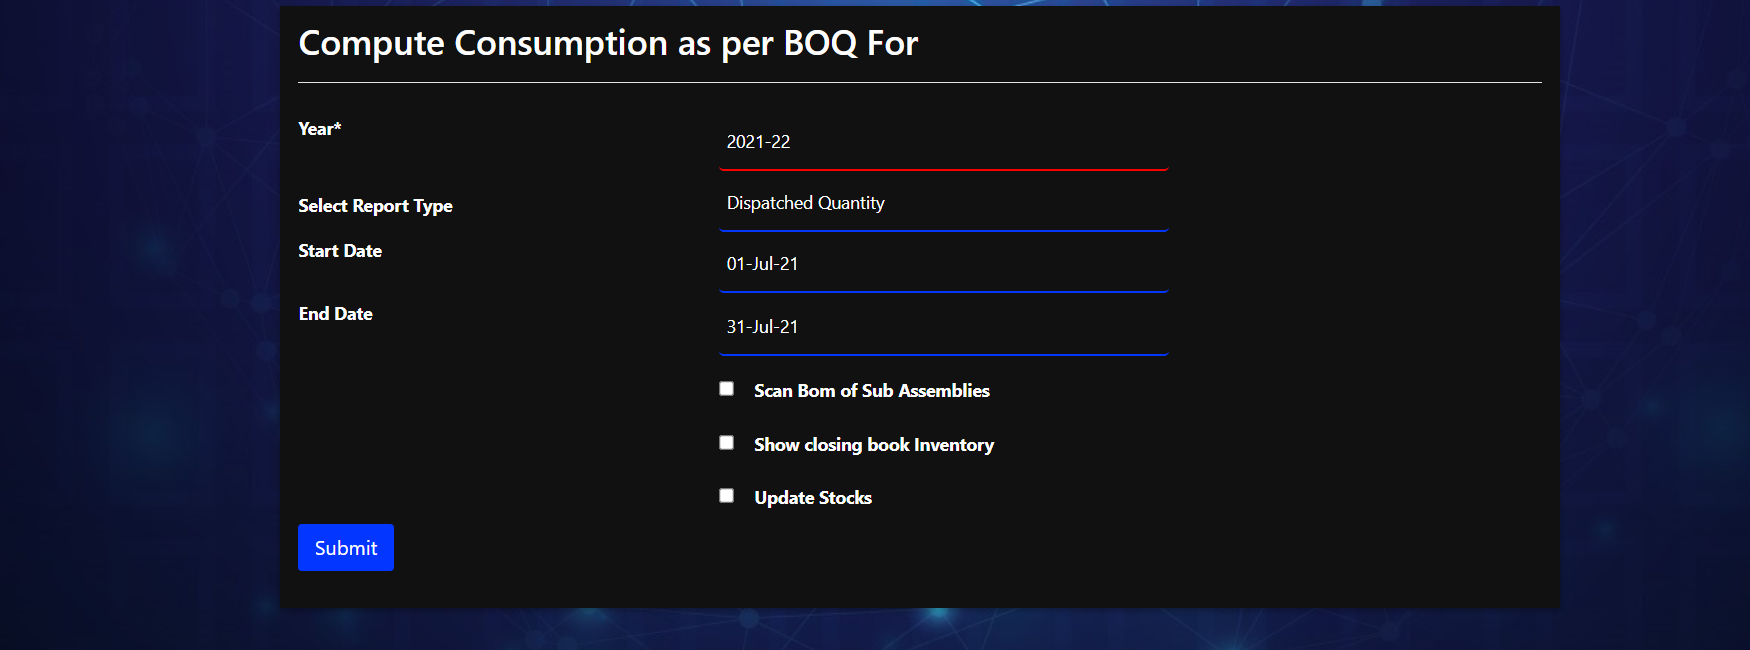 Compute Consumption as per BOQ For
Year*
2021-22
Select Report Type
Dispatched Quantity
Start Date
01-Jul-21
End Date
31-Jul-21
Scan Bom of Sub Assemblies
Show closing book Inventory
Update Stocks
Submit